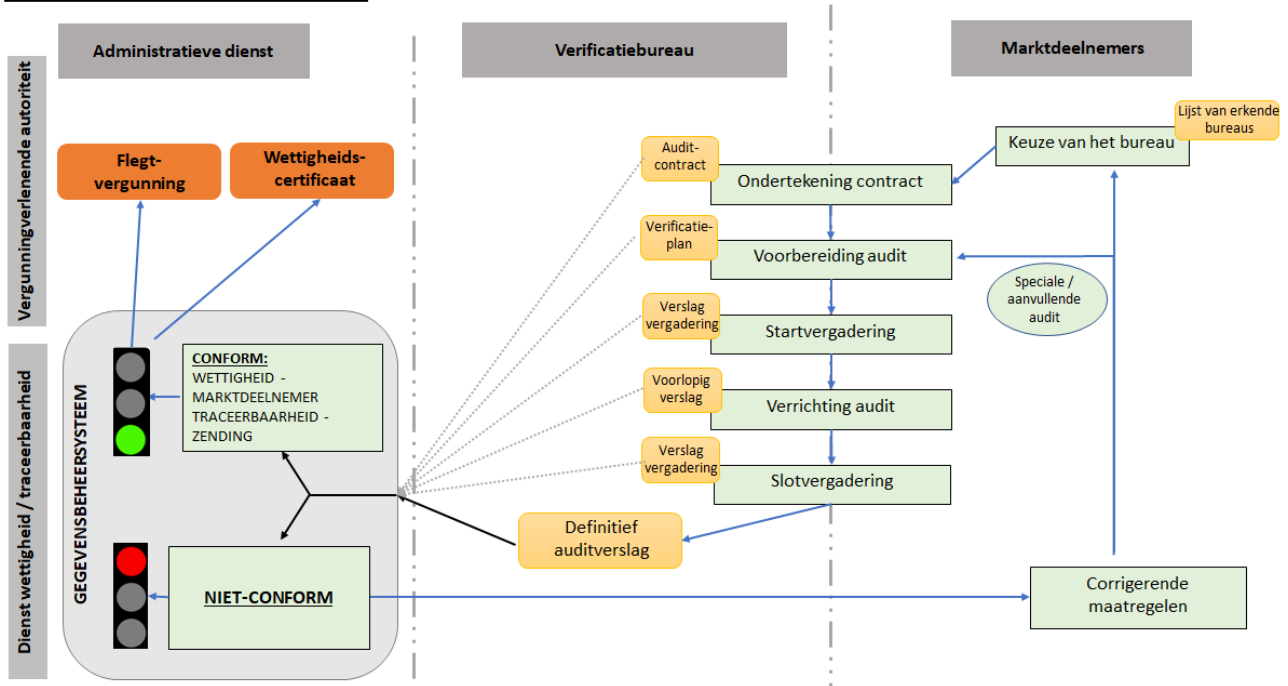 Administratieve dienst
Verificatiebureau
Marktdeelnemers
Vergunningverlenende autoriteit
Lijst van erkende
bureaus
Keuze van het bureau
Flegt-
vergunning
Wettigheids-
certificaat
Audit-
contract
Ondertekening contract
Verificatie-
plan
Voorbereiding audit
Speciale /
aanvullende
audit
Verslag
vergadering
Startvergadering
Dienst wettigheid / traceerbaarheid
GEGEVENSBEHEERSYSTEEM
CONFORM:
WETTIGHEID -
MARKTDEELNEMER
TRACEERBAARHEID -
ZENDING
Voorlopig
verslag
Verrichting audit
Verslag
vergadering
Slotvergadering
Definitief
auditverslag
NIET-CONFORM
Corrigerende
maatregelen